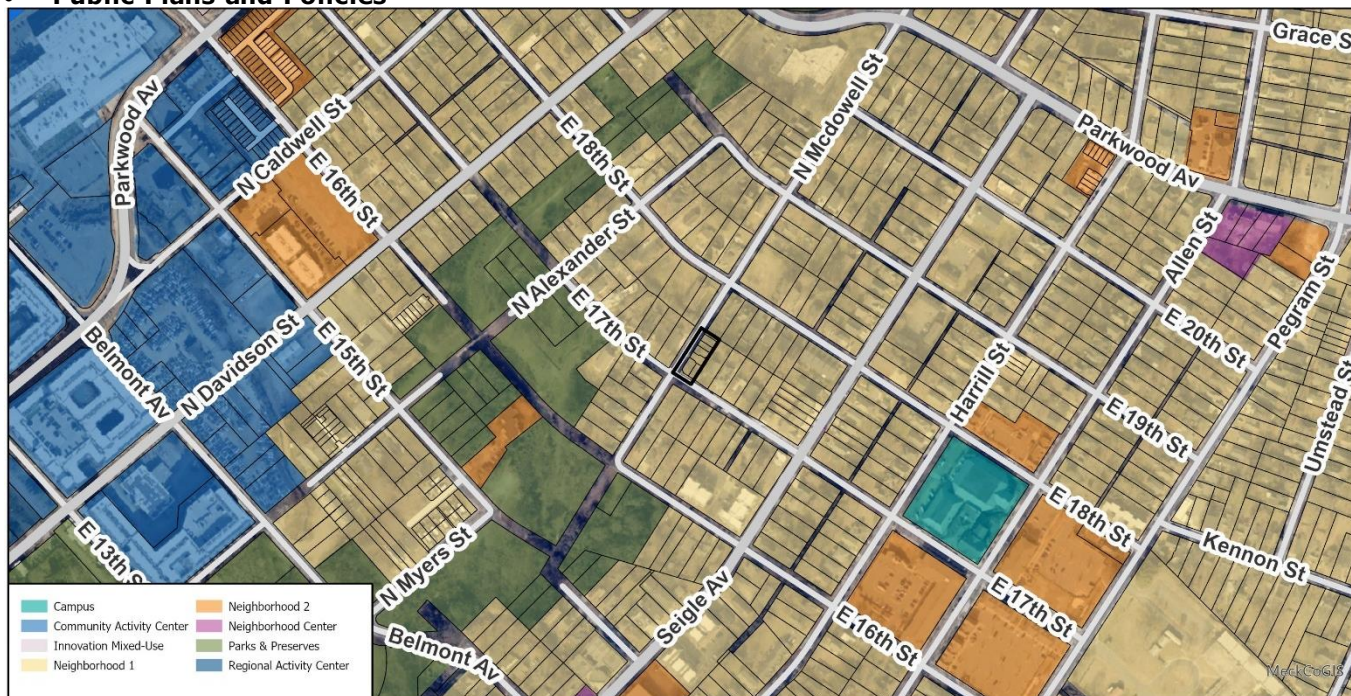 • Public Plans and Policies
Grace S
Parkwood Av
N Mcdowell St
E 18th St
N Caldwell St
E 16th St
Parkwood Av
Allen St
Pegram St
N Alexander St
E 17th St
E 20th St
Belmont Av
N Davidson St
E 15th St
Harrill St
E 19th St
Umstead St
E 18th St
Kennon St
E 13th S
N Myers St
Seigle Av
E 16th St
E 17th St
Belmont Av
Campus
Community Activity Center
Innovation Mixed-Use
Neighborhood 1
Neighborhood 2
Neighborhood Center
Parks & Preserves
Regional Activity Center
MeckCoGIS